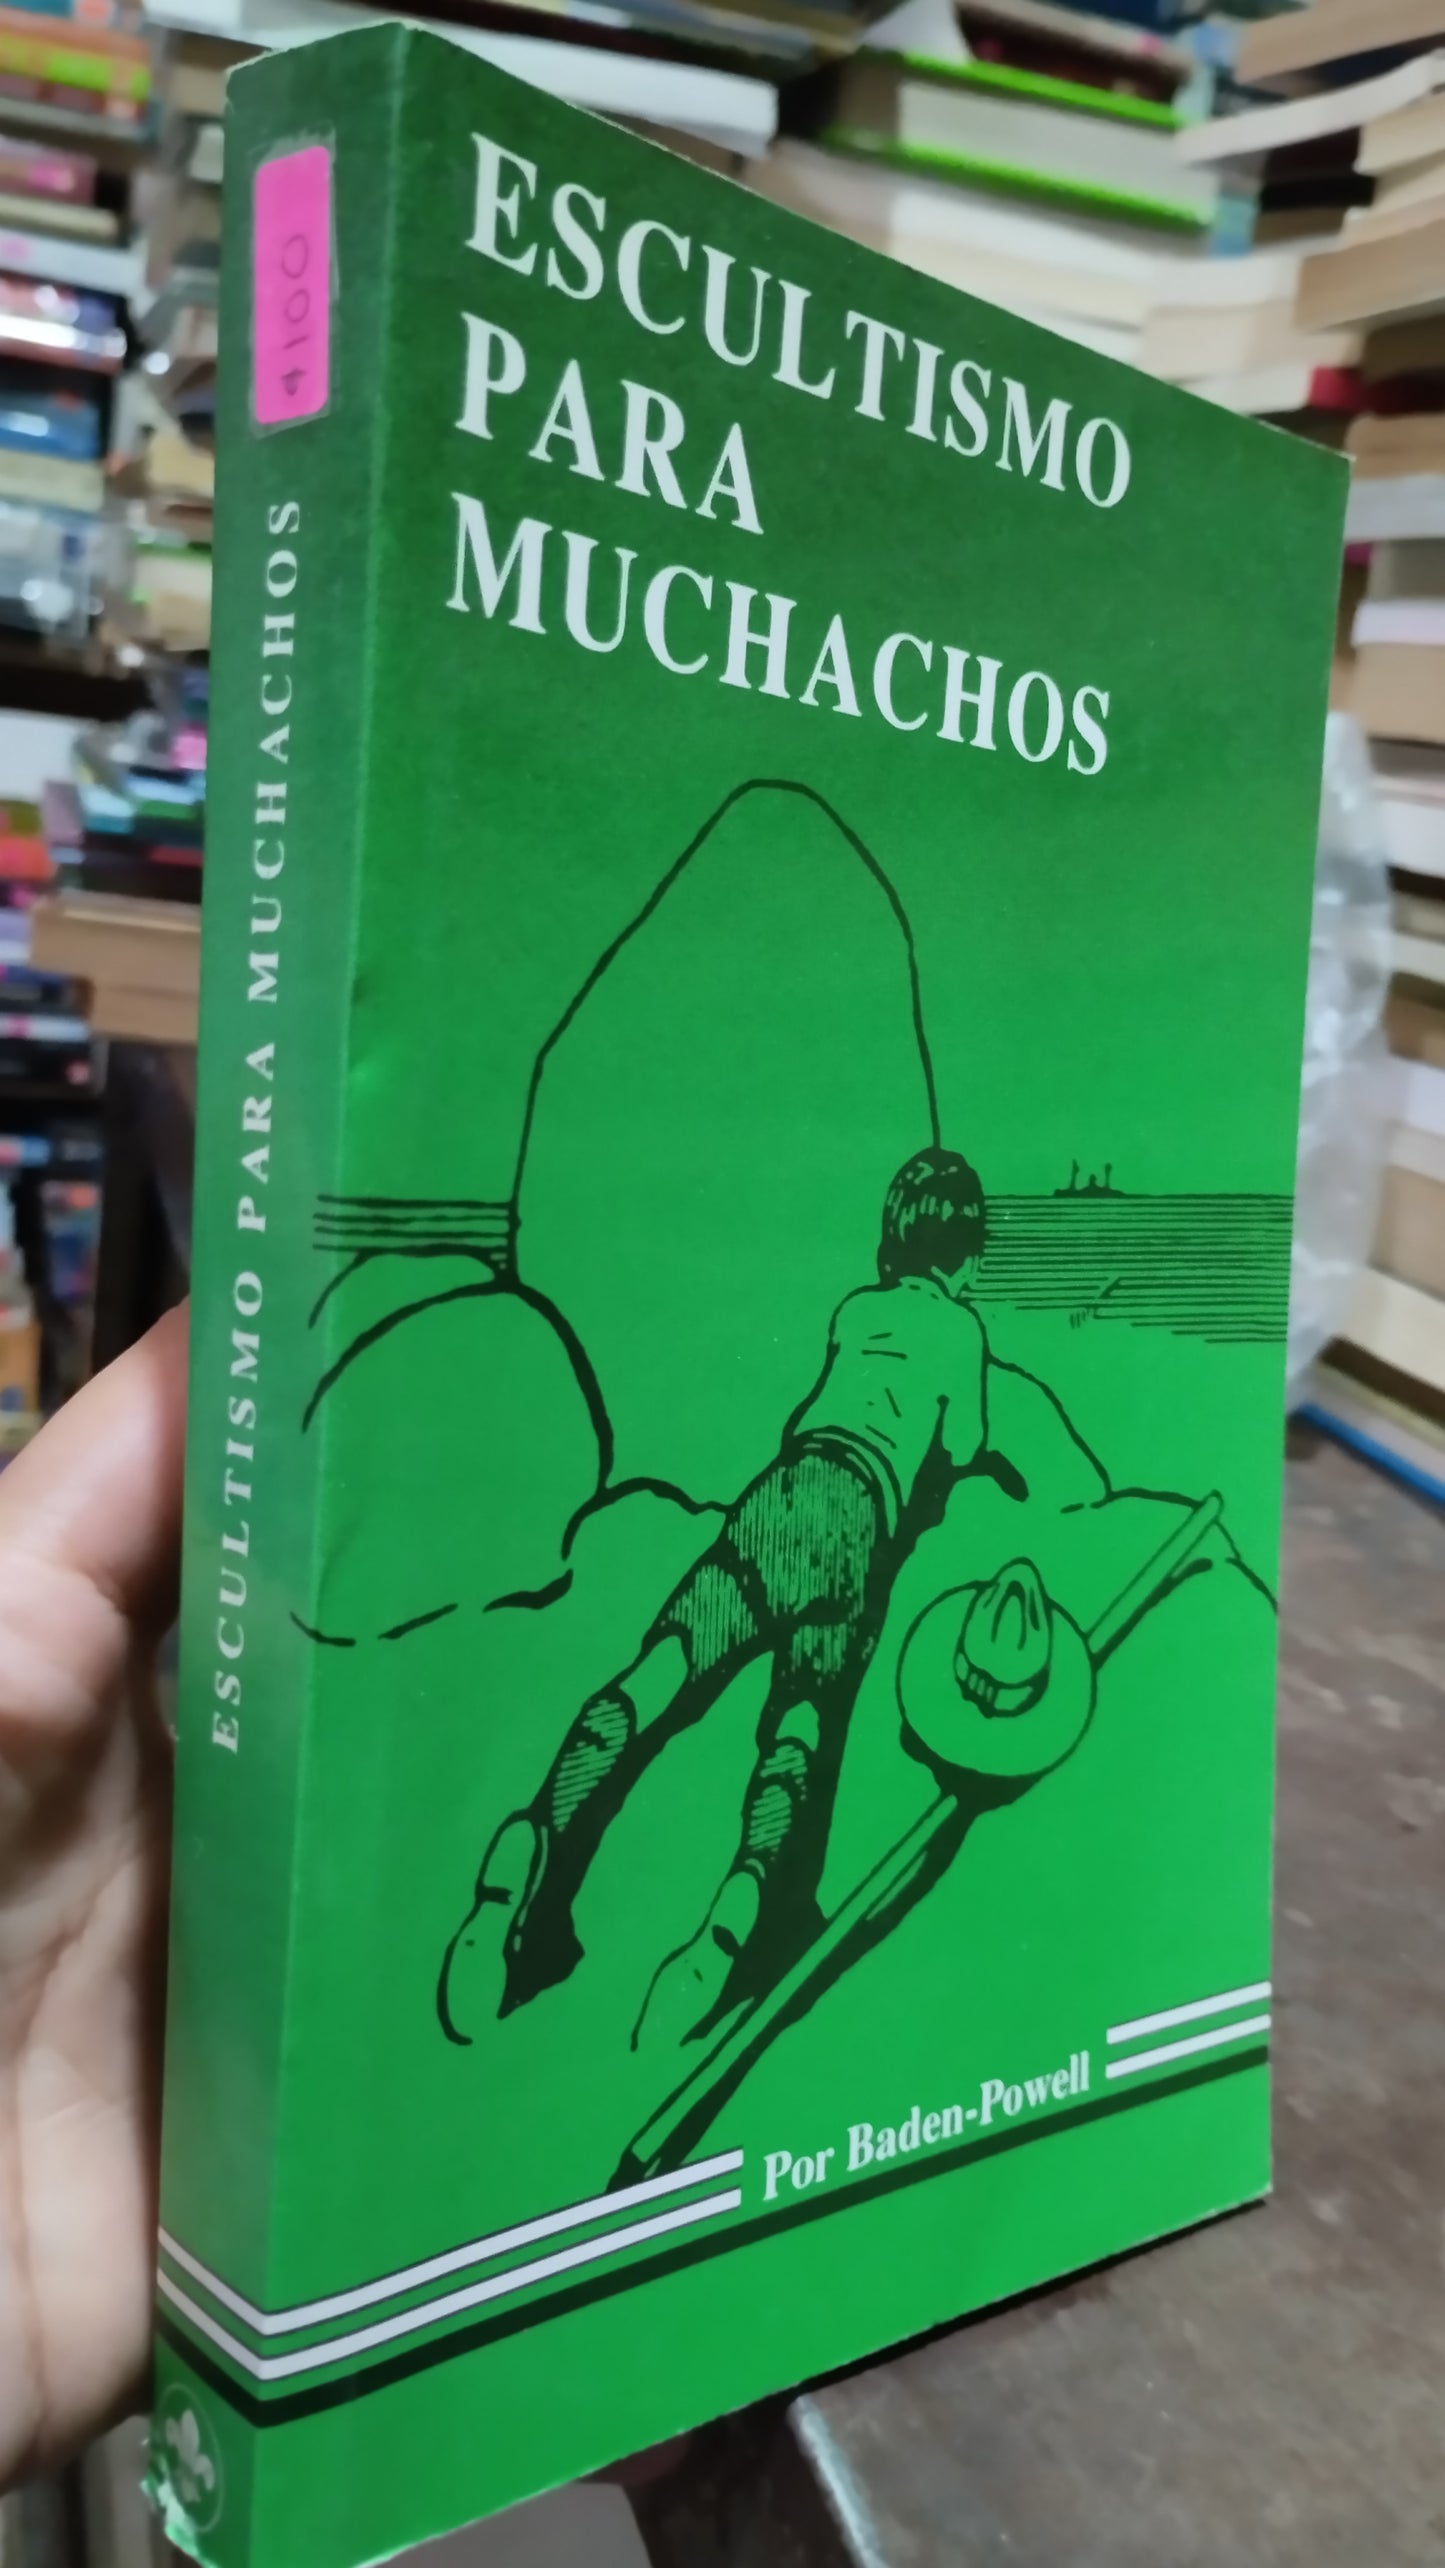 ESCULTISMO
PARA
MUCHACHOS
Por Baden-Powell
ESCULTISMO PARA MUCHACHOS
4100